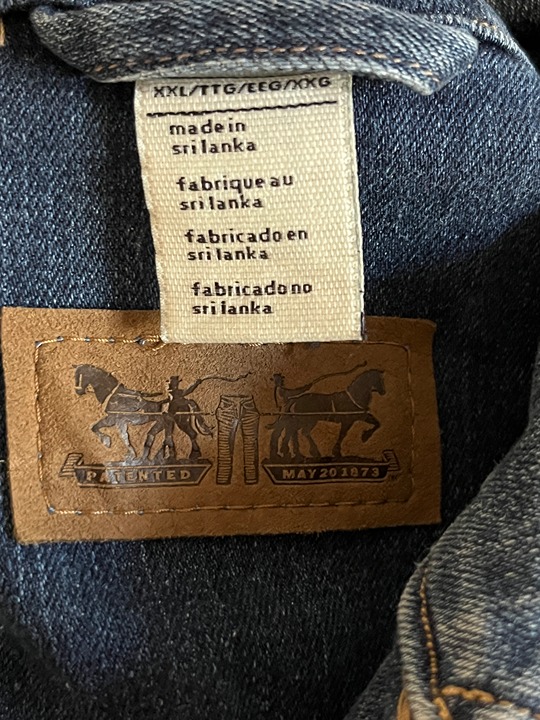 XXL/TTG/EEG/XXG
made in
sri lanka
fabrique au
sri lanka
fabricado en
sri lanka
fabricado no
sri lanka
PATENTED MAY 20 1873